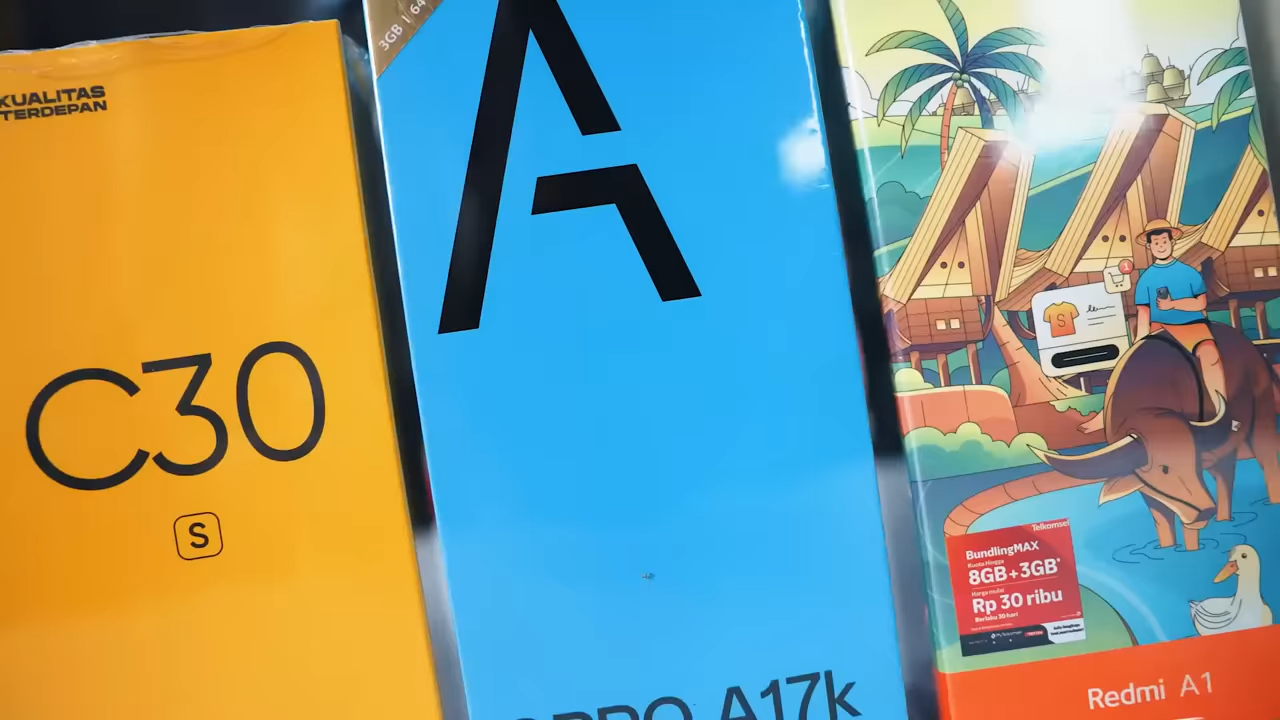 KUALITAS
TERDEPAN
C30
S
3GB | 64
A
OPPO A17k
S
1
Telkomsel
BundlingMAX
Kuota Hingga
8GB+3GB*
Harga mulai
Rp 30 ribu
Berlaku 30 hari
Redmi A1